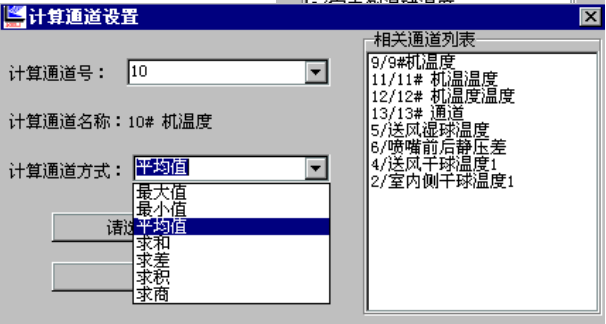 计算通道设置
相关通道列表
计算通道号：
10
计算通道名称：10# 机温度
计算通道方式：
平均值
最大值
最小值
平均值
求和
求差
求积
求商
请选
9/9#机温度
11/11# 机温温度
12/12# 机温度温度
13/13# 通道
5/送风湿球温度
6/喷嘴前后静压差
4/送风干球温度1
2/室内侧干球温度1